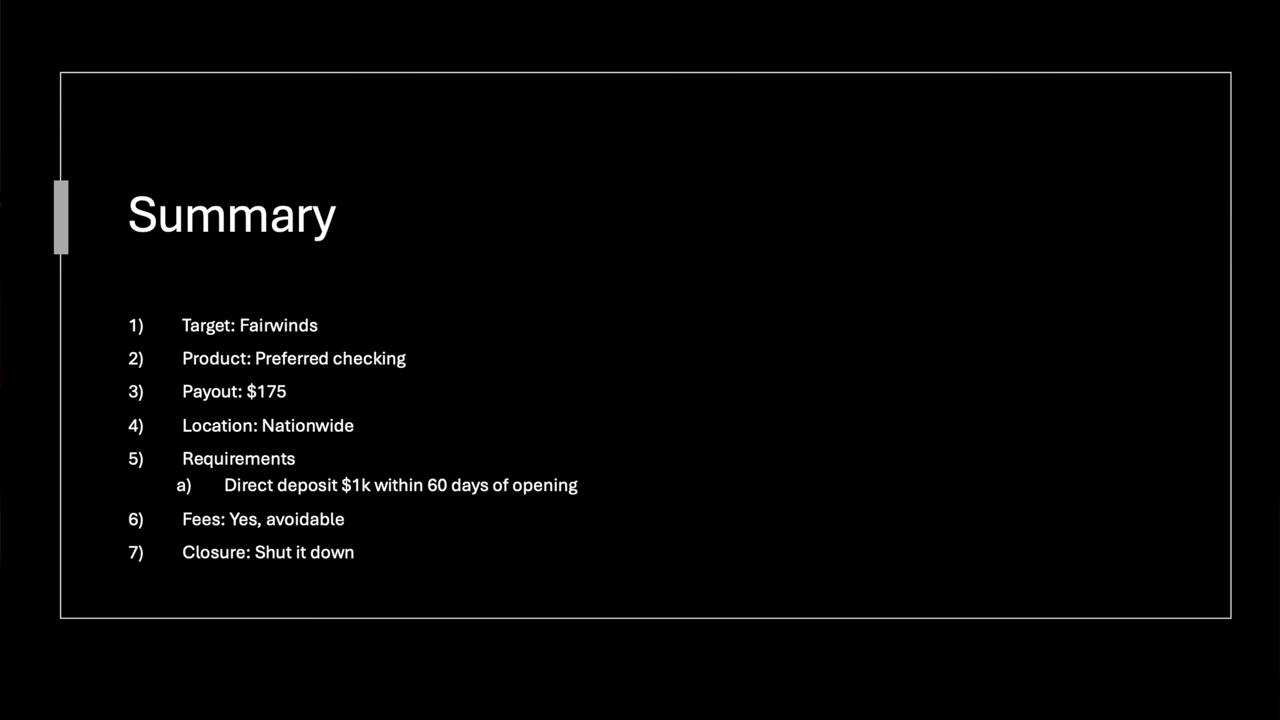 Summary
1) Target: Fairwinds
2) Product: Preferred checking
3) Payout: $175
4) Location: Nationwide
5) Requirements
a) Direct deposit $1k within 60 days of opening
6) Fees: Yes, avoidable
7) Closure: Shut it down